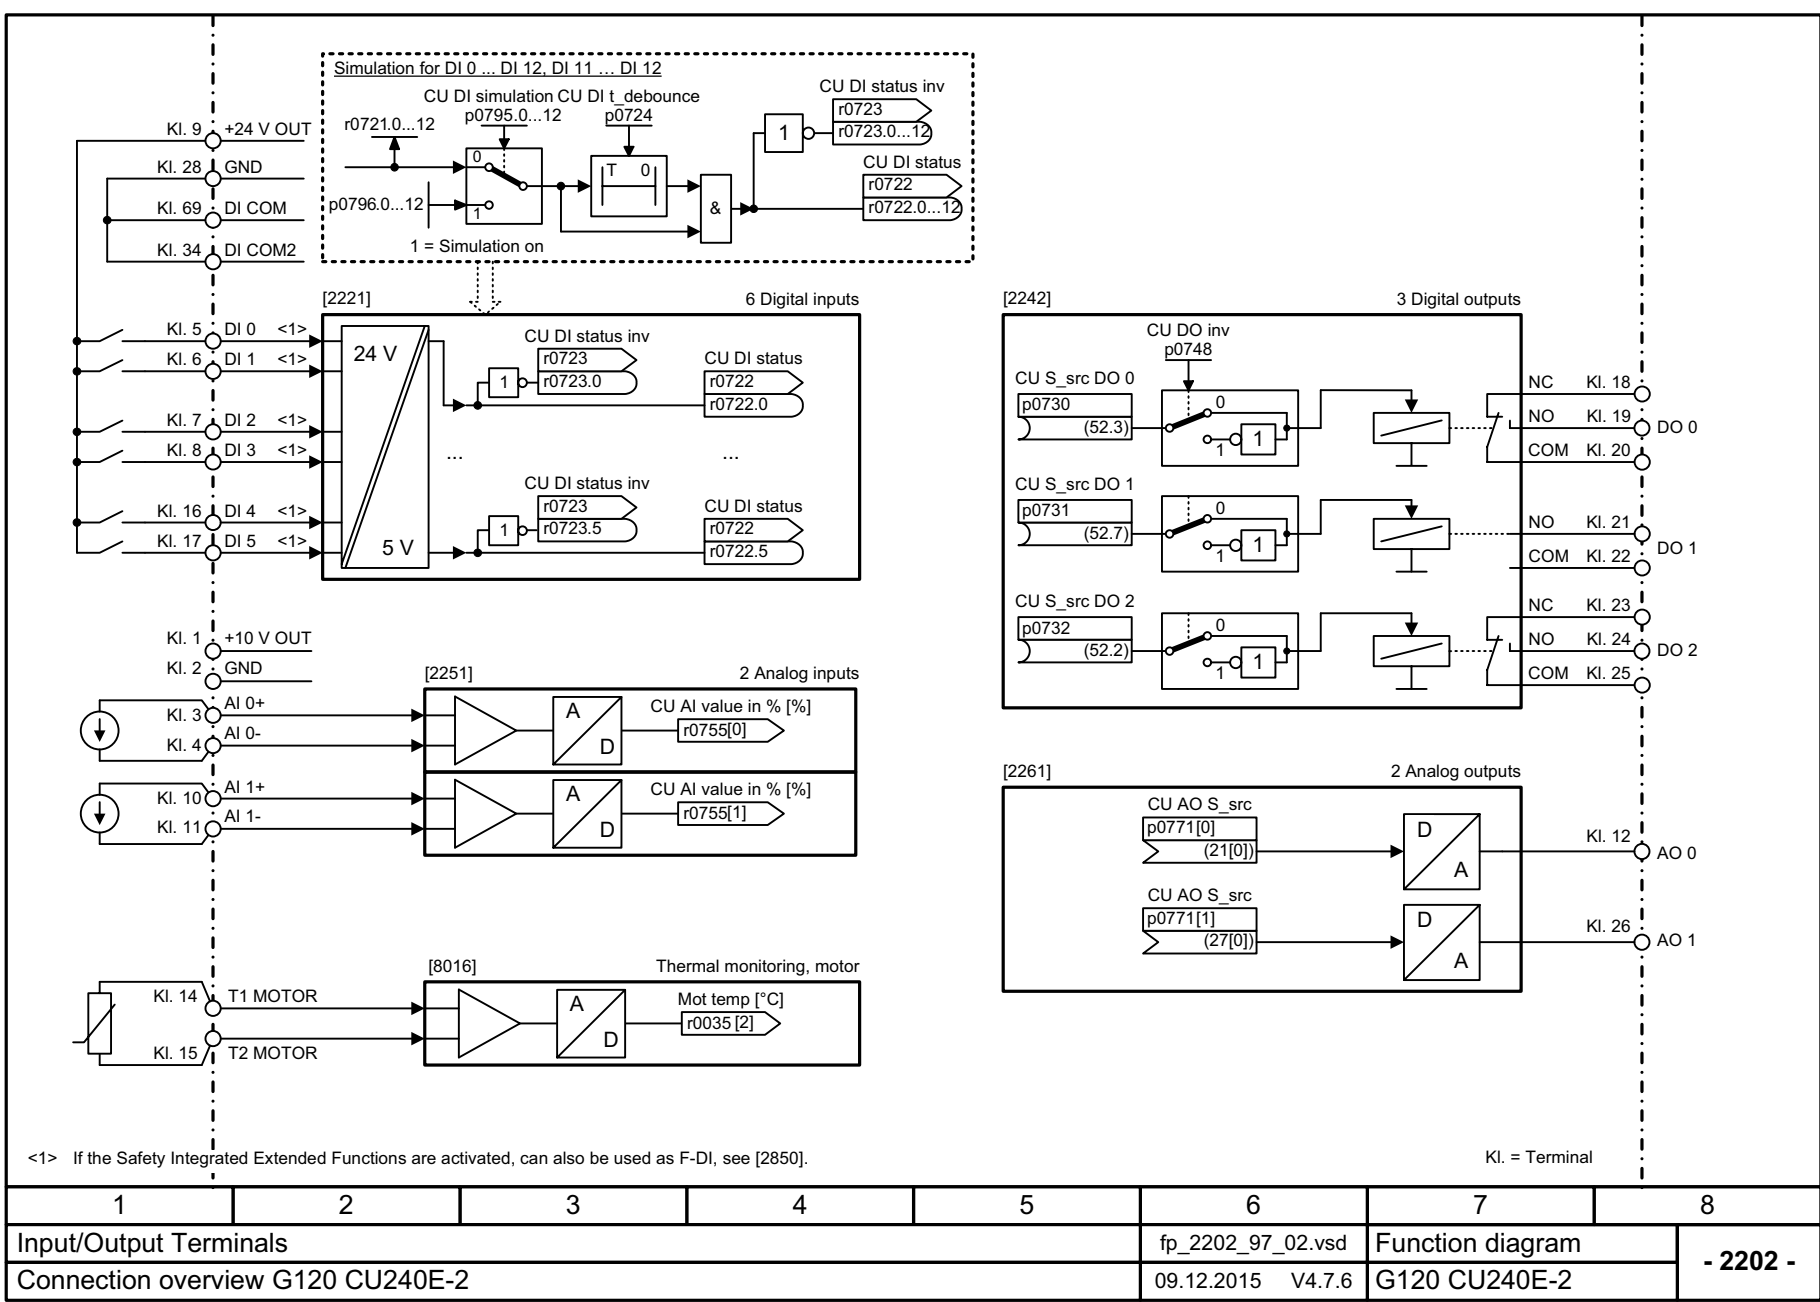 Simulation for DI 0 ... DI 12, DI 11 ... DI 12
CU DI simulation
CU DI t_debounce
p0795.0...12
p0724
r0721.0...12
0
1
p0796.0...12
T 0
&
1
CU DI status inv
r0723
r0723.0...12
CU DI status
r0722
r0722.0...12
1 = Simulation on
Kl. 9 +24 V OUT
Kl. 28 GND
Kl. 69 DI COM
Kl. 34 DI COM2
[2221]
6 Digital inputs
Kl. 5 DI 0 <1>
Kl. 6 DI 1 <1>
Kl. 7 DI 2 <1>
Kl. 8 DI 3 <1>
Kl. 16 DI 4 <1>
Kl. 17 DI 5 <1>
24 V
5 V
CU DI status inv
r0723
r0723.0
1
CU DI status
r0722
r0722.0
...
...
CU DI status inv
r0723
r0723.5
1
CU DI status
r0722
r0722.5
Kl. 1 +10 V OUT
Kl. 2 GND
[2251]
2 Analog inputs
Kl. 3 AI 0+
Kl. 4 AI 0-
A
D
CU AI value in % [%]
r0755[0]
Kl. 10 AI 1+
Kl. 11 AI 1-
A
D
CU AI value in % [%]
r0755[1]
[8016]
Thermal monitoring, motor
Kl. 14 T1 MOTOR
Kl. 15 T2 MOTOR
A
D
Mot temp [°C]
r0035 [2]
[2242]
3 Digital outputs
CU DO inv
p0748
CU S_src DO 0
p0730
(52.3)
0
1
1
NC Kl. 18
NO Kl. 19
COM Kl. 20
DO 0
CU S_src DO 1
p0731
(52.7)
0
1
1
NO Kl. 21
COM Kl. 22
DO 1
CU S_src DO 2
p0732
(52.2)
0
1
1
NC Kl. 23
NO Kl. 24
COM Kl. 25
DO 2
[2261]
2 Analog outputs
CU AO S_src
p0771[0]
(21[0])
D
A
Kl. 12
AO 0
CU AO S_src
p0771[1]
(27[0])
D
A
Kl. 26
AO 1
<1> If the Safety Integrated Extended Functions are activated, can also be used as F-DI, see [2850].
Kl. = Terminal
1 2 3 4 5 6 7 8
Input/Output Terminals
fp_2202_97_02.vsd
Function diagram
- 2202 -
Connection overview G120 CU240E-2
09.12.2015 V4.7.6
G120 CU240E-2